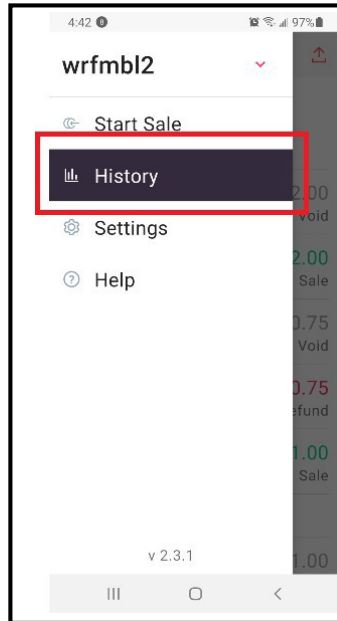 4:42 97%
wrfmbl2
Start Sale
History
Settings
Help
2.00
Void
2.00
Sale
0.75
Void
0.75
efund
1.00
Sale
v 2.3.1
1.00